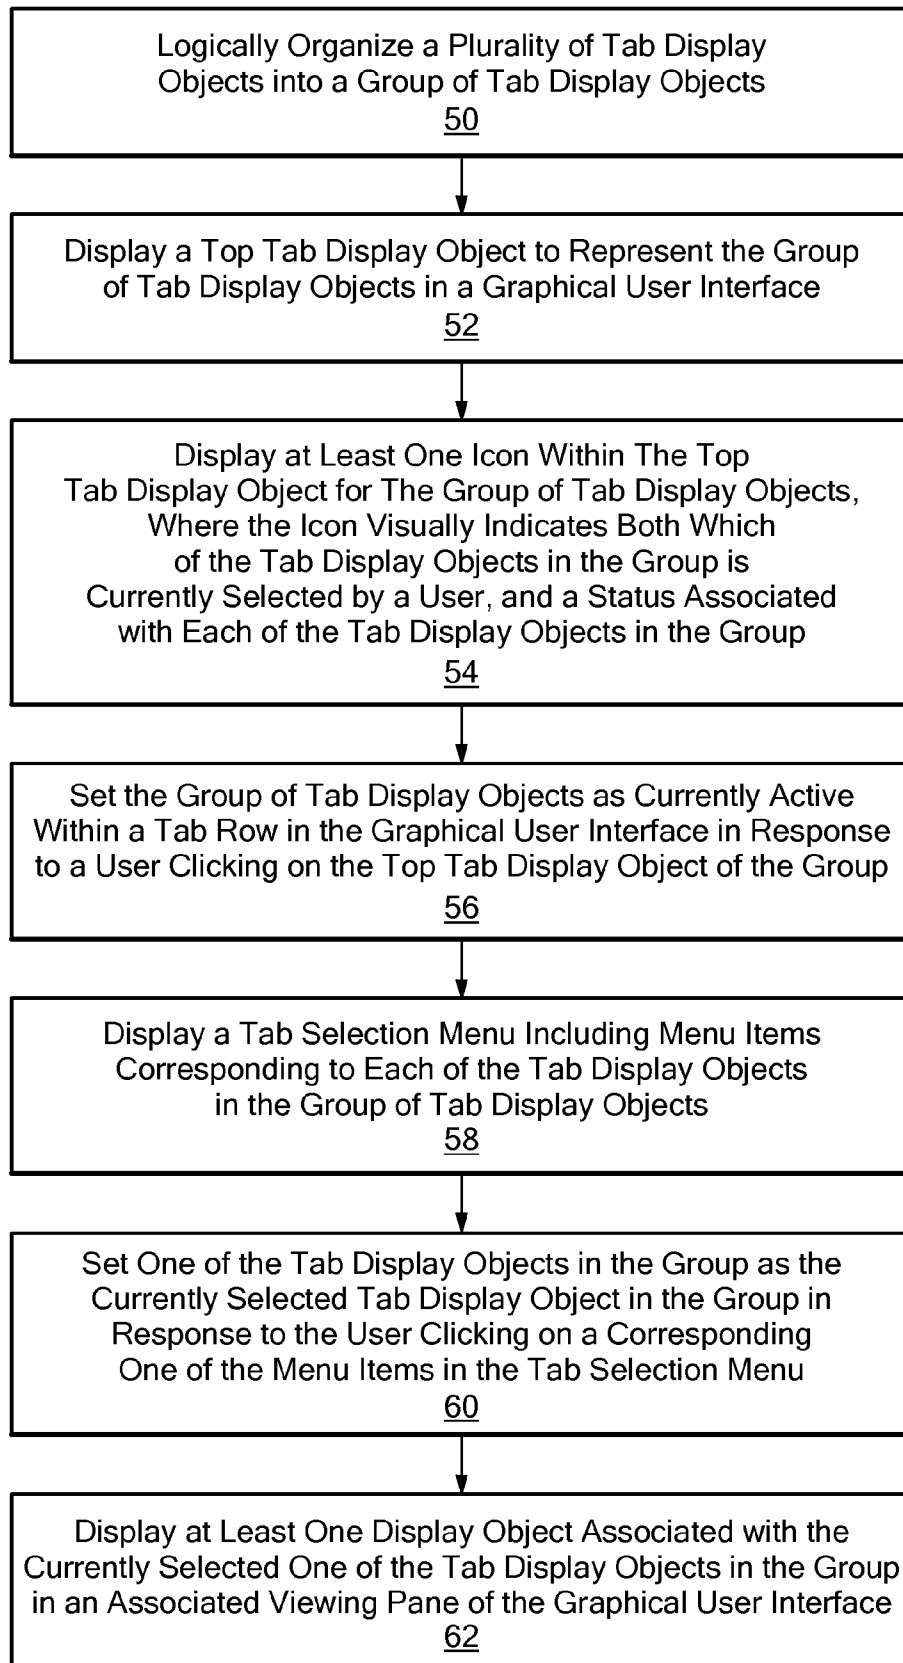 Logically Organize a Plurality of Tab Display
Objects into a Group of Tab Display Objects
50
Display a Top Tab Display Object to Represent the Group
of Tab Display Objects in a Graphical User Interface
52
Display at Least One Icon Within The Top
Tab Display Object for The Group of Tab Display Objects,
Where the Icon Visually Indicates Both Which
of the Tab Display Objects in the Group is
Currently Selected by a User, and a Status Associated
with Each of the Tab Display Objects in the Group
54
Set the Group of Tab Display Objects as Currently Active
Within a Tab Row in the Graphical User Interface in Response
to a User Clicking on the Top Tab Display Object of the Group
56
Display a Tab Selection Menu Including Menu Items
Corresponding to Each of the Tab Display Objects
in the Group of Tab Display Objects
58
Set One of the Tab Display Objects in the Group as the
Currently Selected Tab Display Object in the Group in
Response to the User Clicking on a Corresponding
One of the Menu Items in the Tab Selection Menu
60
Display at Least One Display Object Associated with the
Currently Selected One of the Tab Display Objects in the Group
in an Associated Viewing Pane of the Graphical User Interface
62